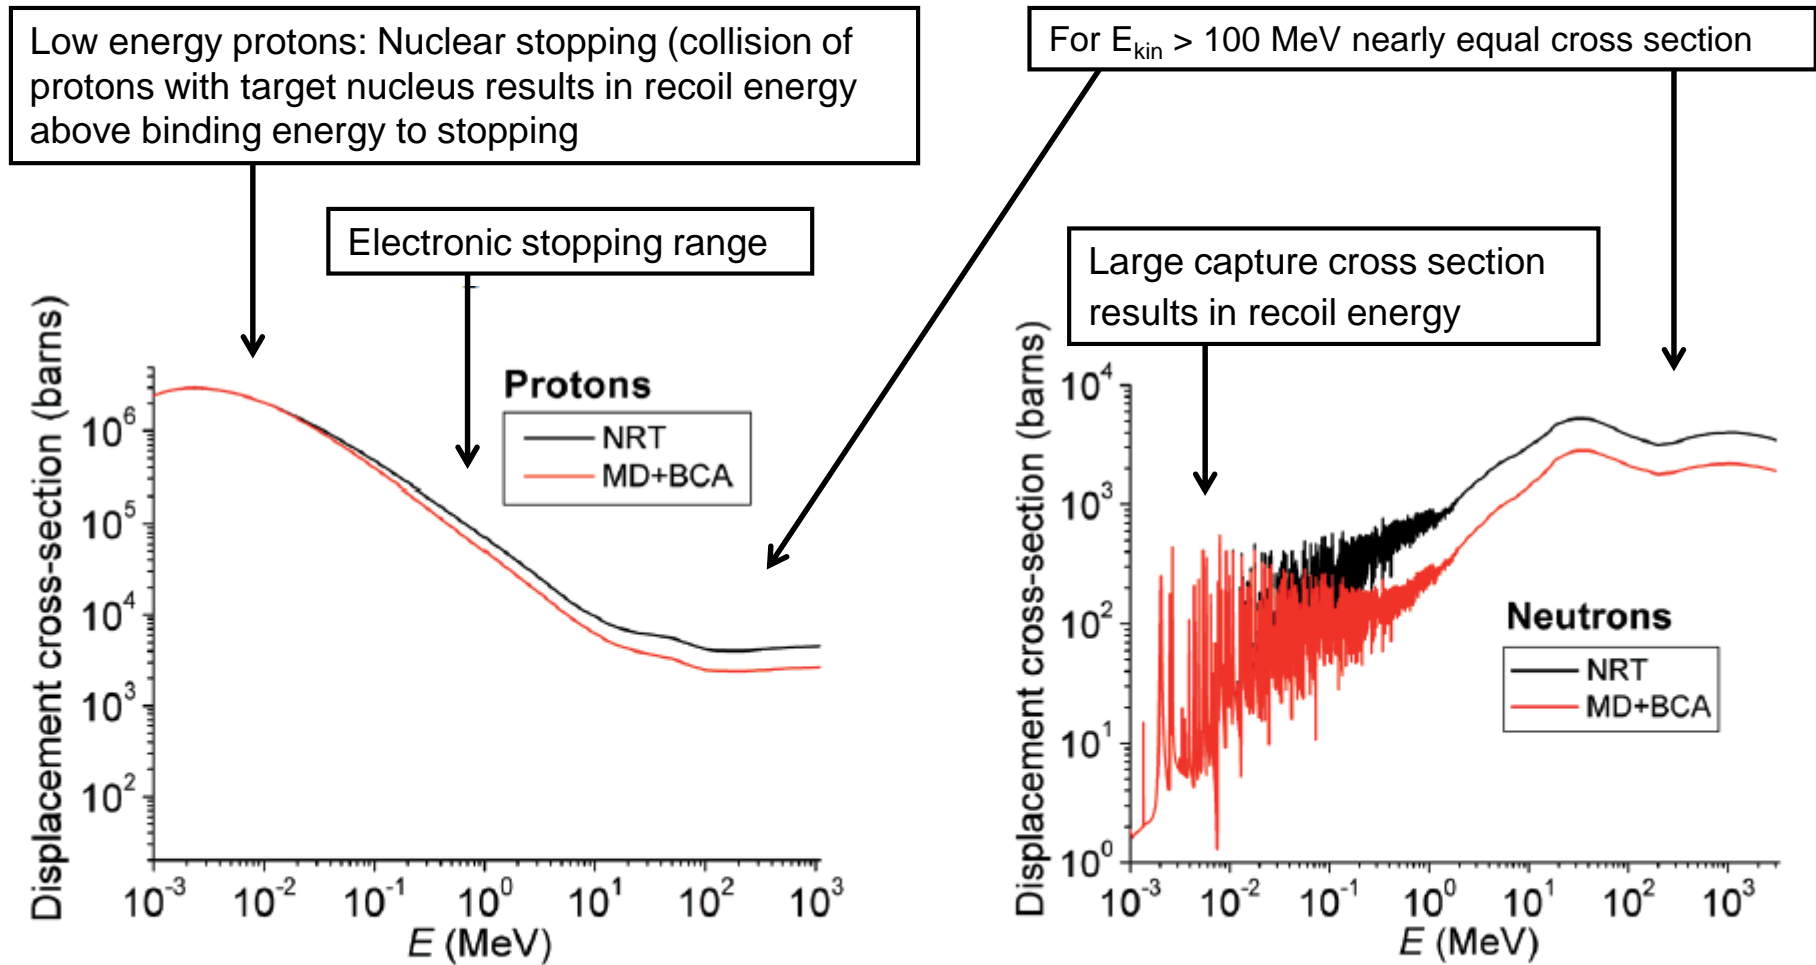 Low energy protons: Nuclear stopping (collision of
protons with target nucleus results in recoil energy
above binding energy to stopping
For E_kin > 100 MeV nearly equal cross section
Electronic stopping range
Large capture cross section
results in recoil energy
Displacement cross-section (barns)
10^6
10^5
10^4
10^3
10^2
Protons
NRT
MD+BCA
10^-3 10^-2 10^-1 10^0 10^1 10^2 10^3
E (MeV)
Displacement cross-section (barns)
10^4
10^3
10^2
10^1
10^0
Neutrons
NRT
MD+BCA
10^-3 10^-2 10^-1 10^0 10^1 10^2 10^3
E (MeV)